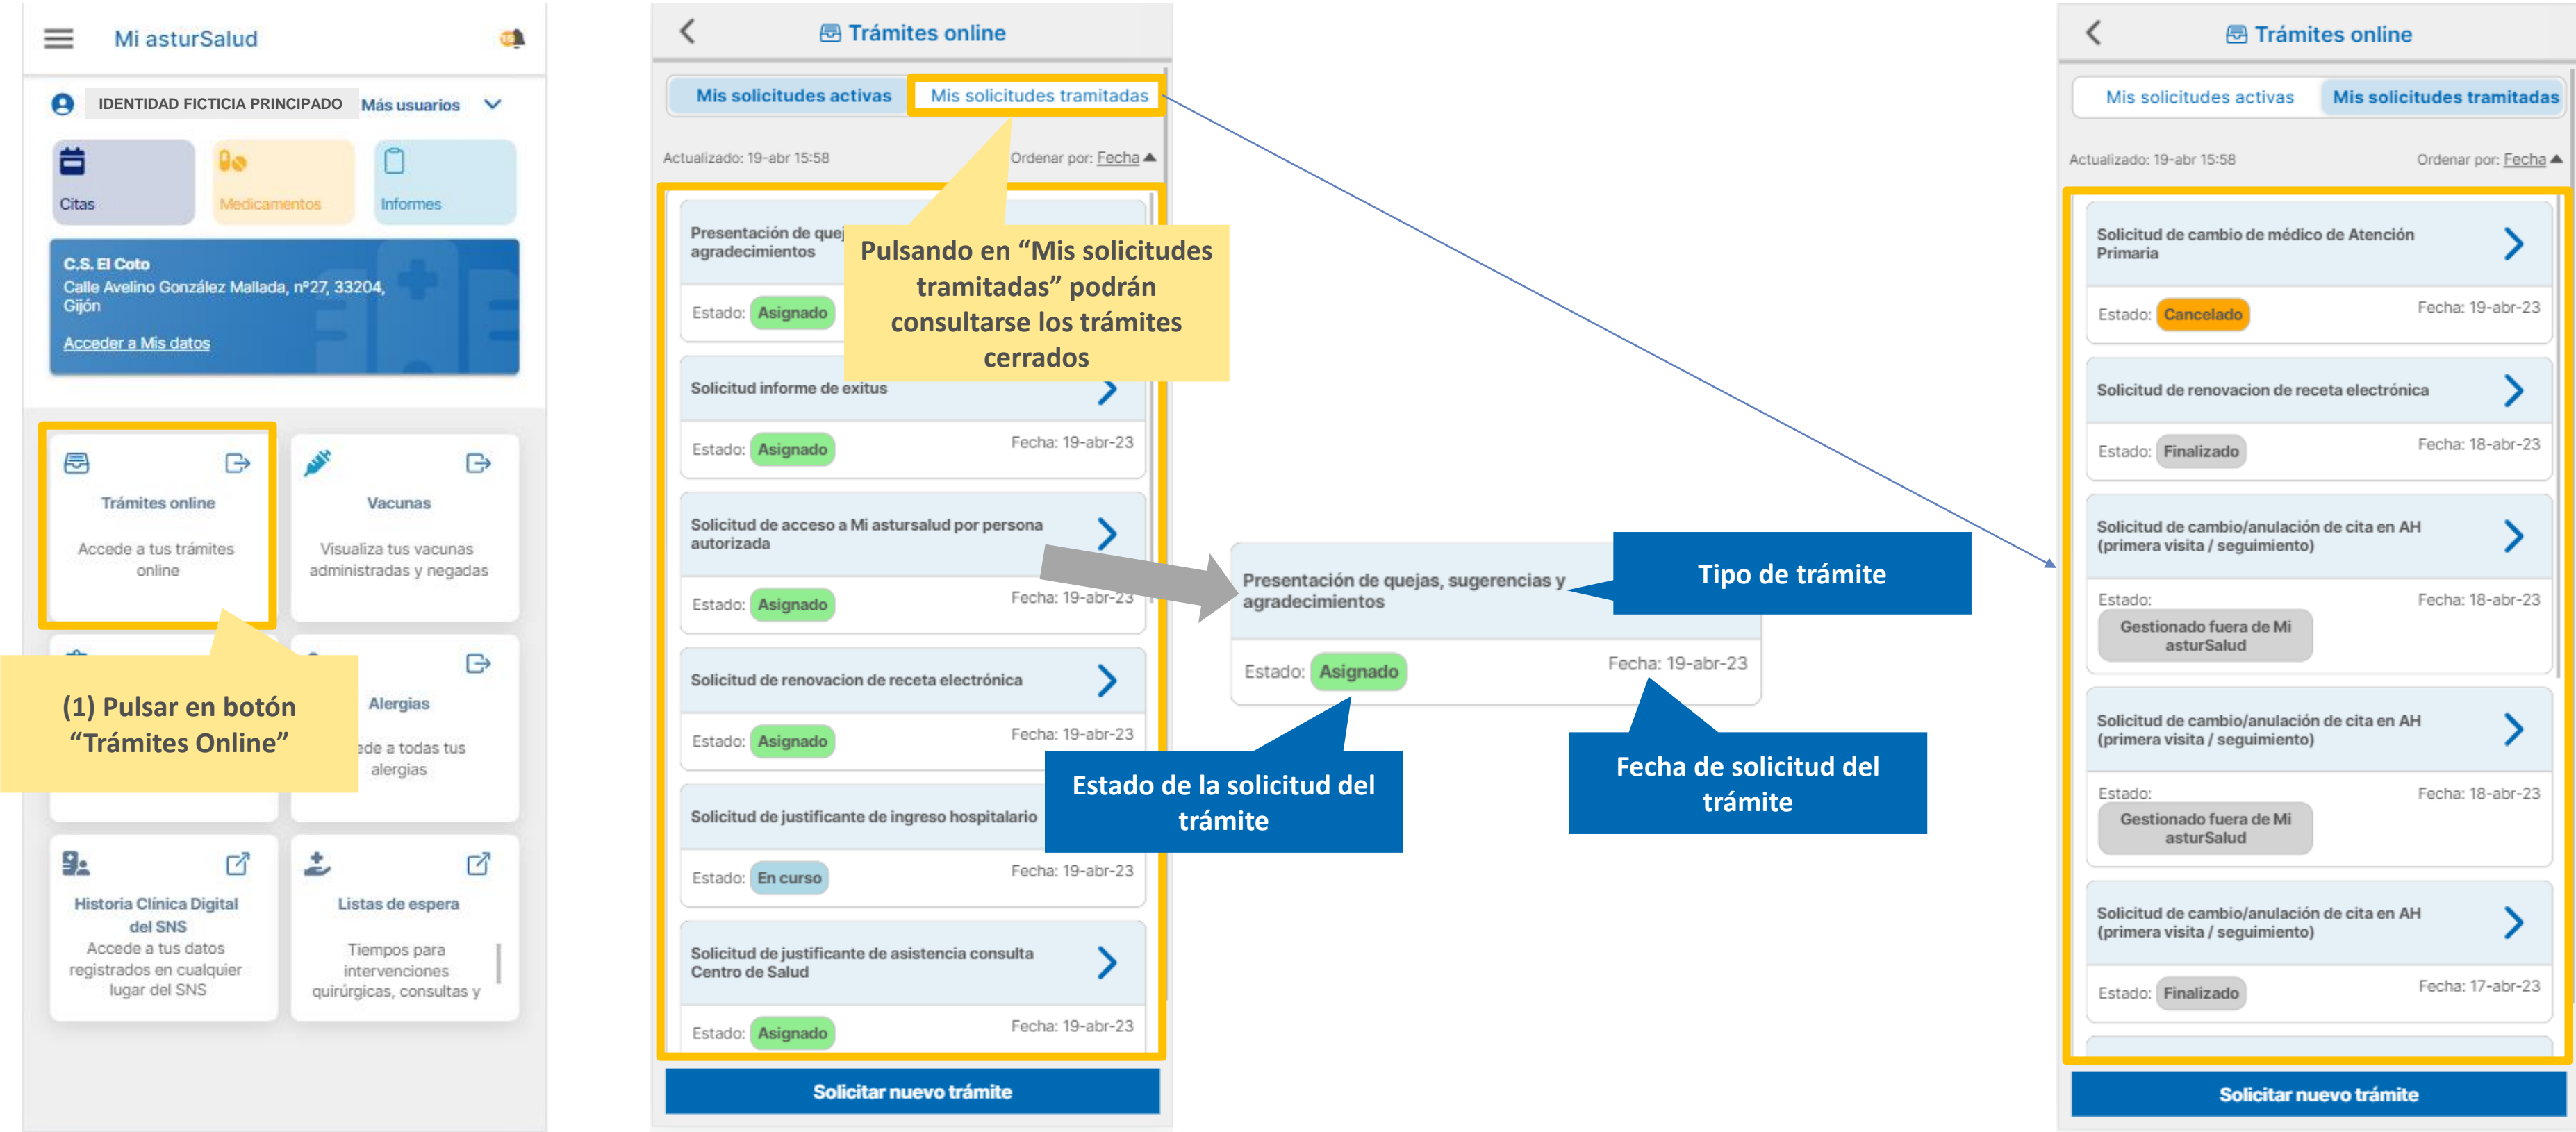 Mi asturSalud
IDENTIDAD FICTICIA PRINCIPADO
Más usuarios
Citas
Medicamentos
Informes
C.S. El Coto
Calle Avelino González Mallada, nº27, 33204,
Gijón
Acceder a Mis datos
Trámites online
Accede a tus trámites
online
Vacunas
Visualiza tus vacunas
administradas y negadas
(1) Pulsar en botón
“Trámites Online”
Alergias
ede a todas tus
alergias
Historia Clínica Digital
del SNS
Accede a tus datos
registrados en cualquier
lugar del SNS
Listas de espera
Tiempos para
intervenciones
quirúrgicas, consultas y
Trámites online
Mis solicitudes activas
Mis solicitudes tramitadas
Actualizado: 19-abr 15:58
Ordenar por: Fecha
Presentación de quej
agradecimientos
Estado: Asignado
Pulsando en “Mis solicitudes
tramitadas” podrán
consultarse los trámites
cerrados
Solicitud informe de exitus
Estado: Asignado
Fecha: 19-abr-23
Solicitud de acceso a Mi astursalud por persona
autorizada
Estado: Asignado
Fecha: 19-abr-23
Solicitud de renovacion de receta electrónica
Estado: Asignado
Fecha: 19-abr-23
Solicitud de justificante de ingreso hospitalario
Estado: En curso
Fecha: 19-abr-23
Solicitud de justificante de asistencia consulta
Centro de Salud
Estado: Asignado
Fecha: 19-abr-23
Solicitar nuevo trámite
Presentación de quejas, sugerencias y
agradecimientos
Tipo de trámite
Estado: Asignado
Fecha: 19-abr-23
Estado de la solicitud del
trámite
Fecha de solicitud del
trámite
Trámites online
Mis solicitudes activas
Mis solicitudes tramitadas
Actualizado: 19-abr 15:58
Ordenar por: Fecha
Solicitud de cambio de médico de Atención
Primaria
Estado: Cancelado
Fecha: 19-abr-23
Solicitud de renovacion de receta electrónica
Estado: Finalizado
Fecha: 18-abr-23
Solicitud de cambio/anulación de cita en AH
(primera visita / seguimiento)
Estado:
Fecha: 18-abr-23
Gestionado fuera de Mi
asturSalud
Solicitud de cambio/anulación de cita en AH
(primera visita / seguimiento)
Estado:
Fecha: 18-abr-23
Gestionado fuera de Mi
asturSalud
Solicitud de cambio/anulación de cita en AH
(primera visita / seguimiento)
Estado: Finalizado
Fecha: 17-abr-23
Solicitar nuevo trámite